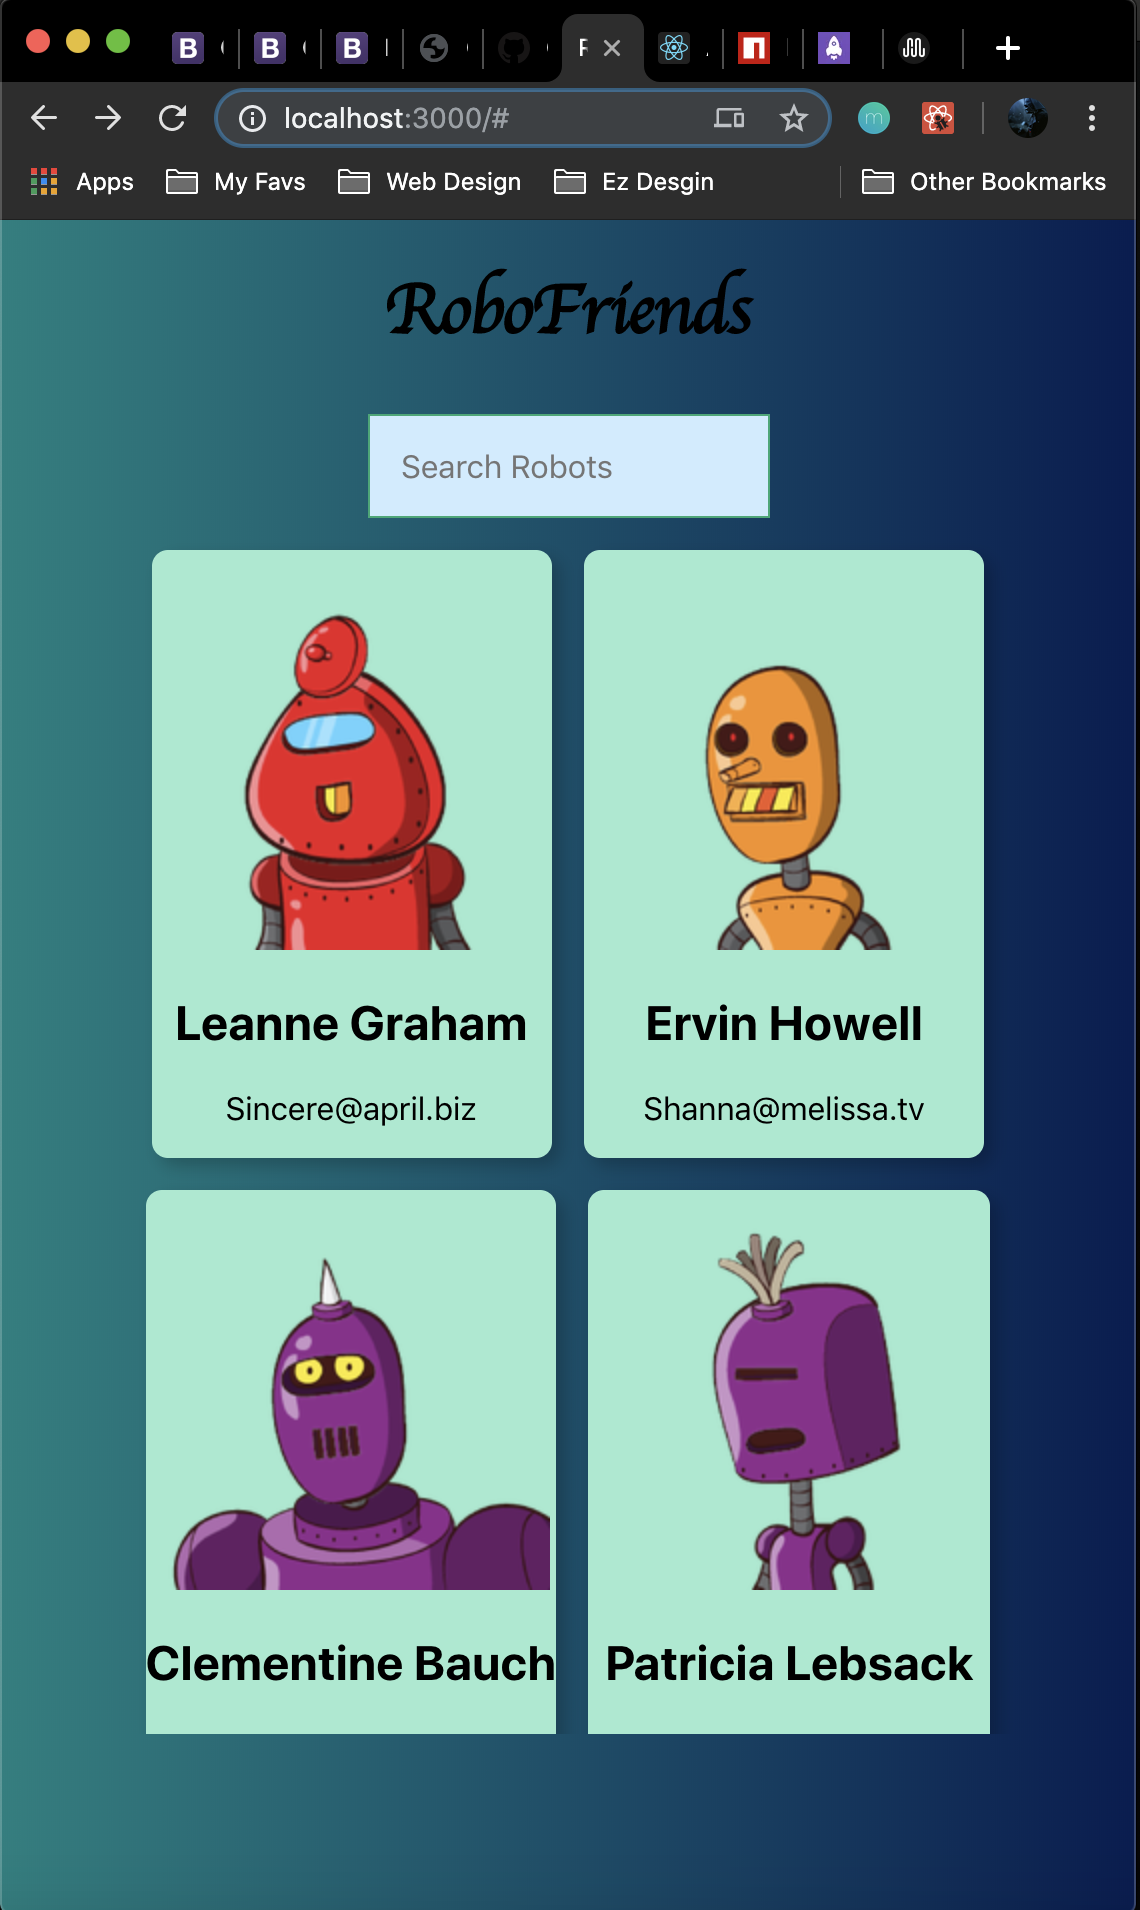 B B B
localhost:3000/#
Apps My Favs Web Design Ez Desgin Other Bookmarks
RoboFriends
Search Robots
Leanne Graham Ervin Howell
Sincere@april.biz Shanna@melissa.tv
Clementine Bauch Patricia Lebsack